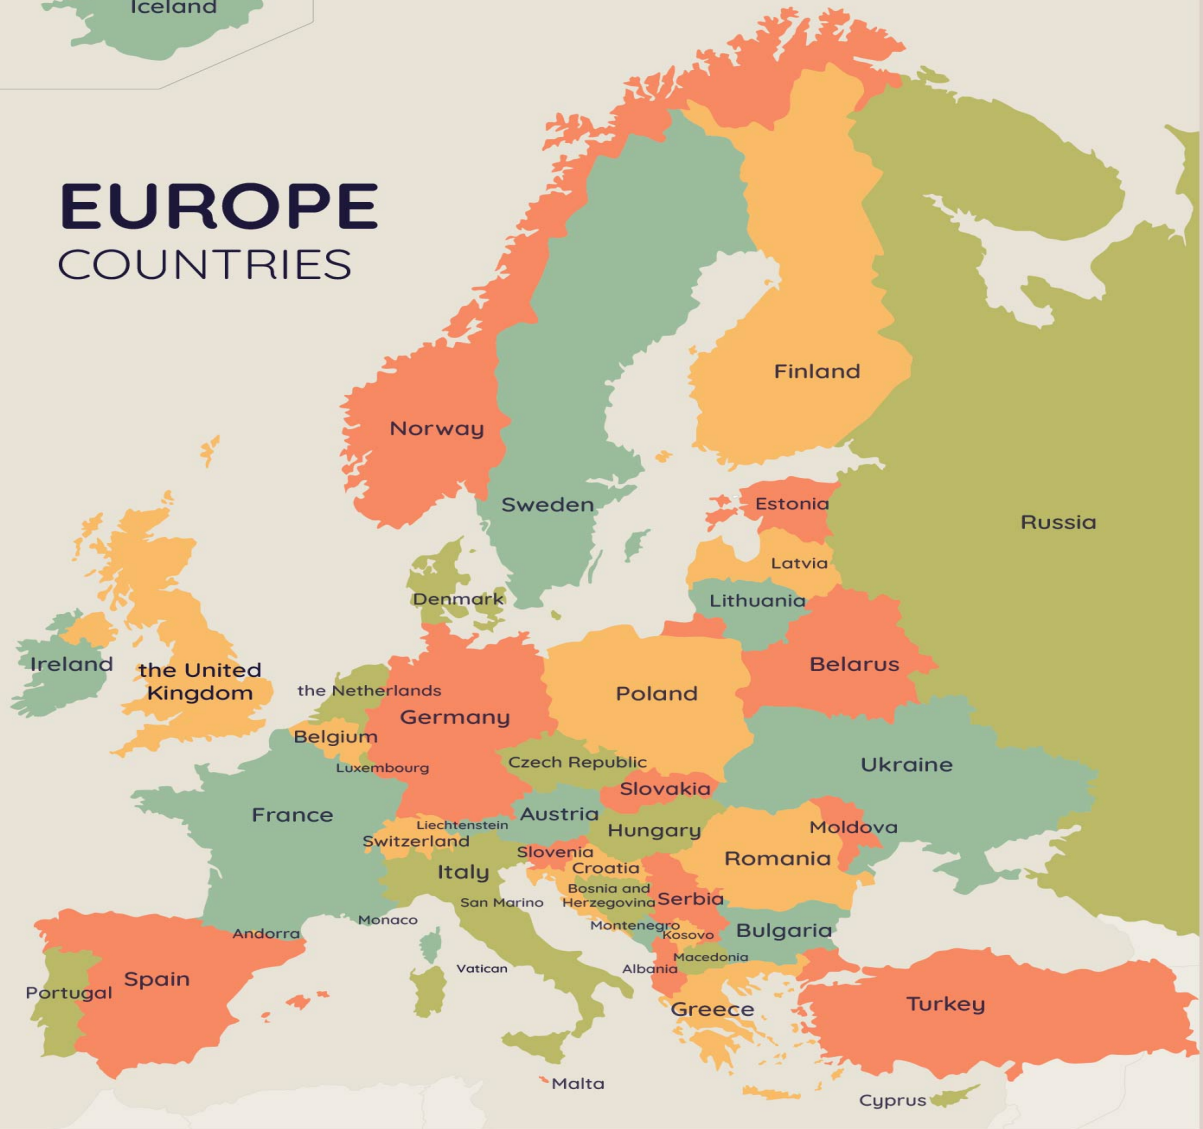 Iceland
EUROPE
COUNTRIES
Finland
Norway
Sweden
Estonia
Russia
Latvia
Denmark
Lithuania
Ireland
the United
Kingdom
Belarus
the Netherlands
Poland
Germany
Belgium
Czech Republic
Ukraine
Luxembourg
Slovakia
France
Austria
Liechtenstein
Moldova
Hungary
Switzerland
Slovenia
Romania
Croatia
Italy
Bosnia and
Herzegovina
Serbia
San Marino
Monaco
Montenegro
Bulgaria
Andorra
Kosovo
Macedonia
Vatican
Albania
Spain
Portugal
Turkey
Greece
Malta
Cyprus